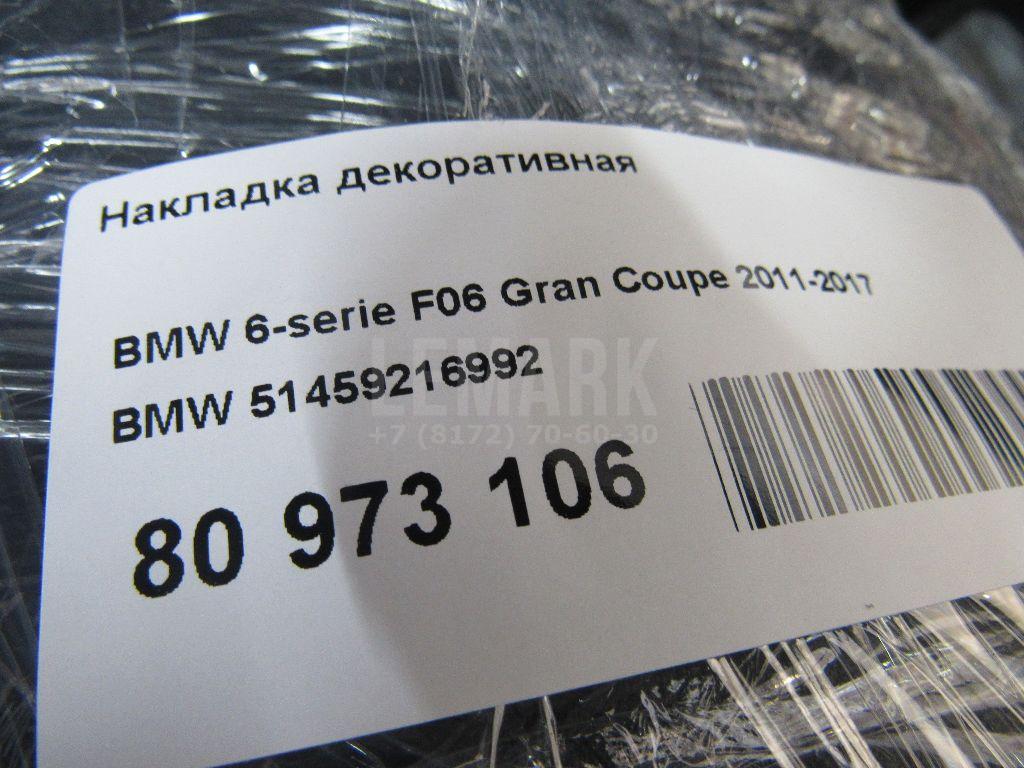 Накладка декоративная
BMW 6-serie F06 Gran Coupe 2011-2017
BMW 51459216992
LEMARK
+7 (8172) 70-60-30
80 973 106